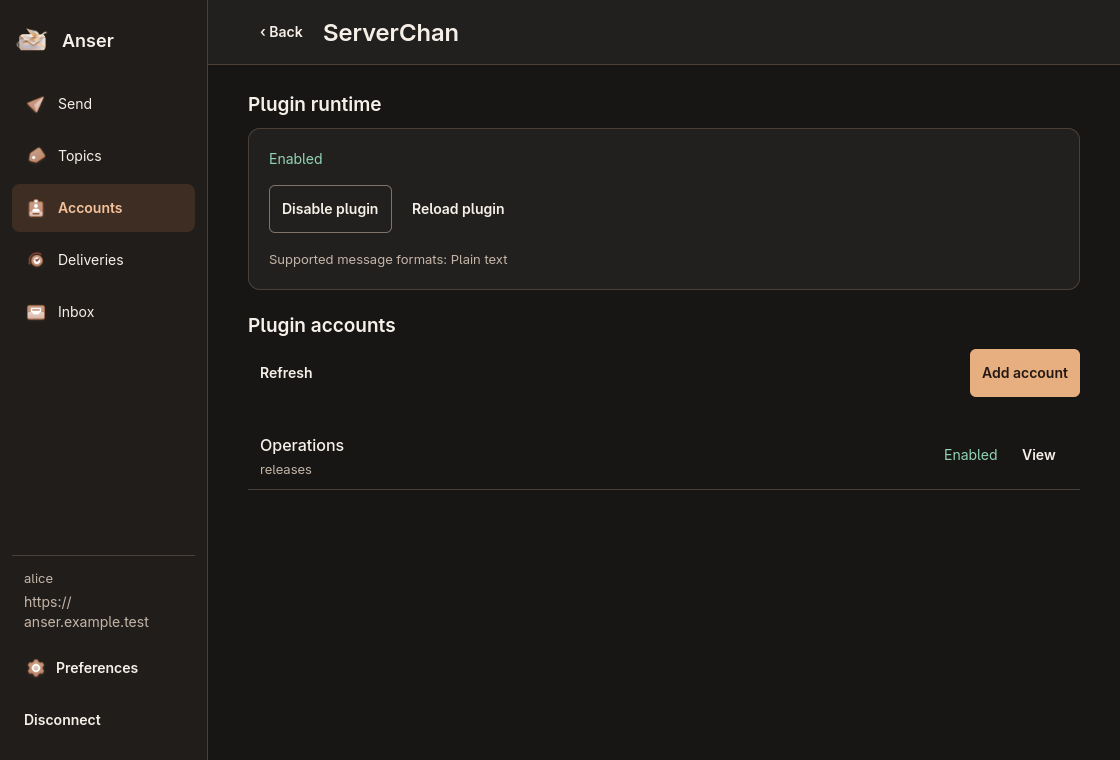 Anser
Send
Topics
Accounts
Deliveries
Inbox
alice
https://
anser.example.test
Preferences
Disconnect
‹ Back
ServerChan
Plugin runtime
Enabled
Disable plugin
Reload plugin
Supported message formats: Plain text
Plugin accounts
Refresh
Add account
Operations
releases
Enabled
View